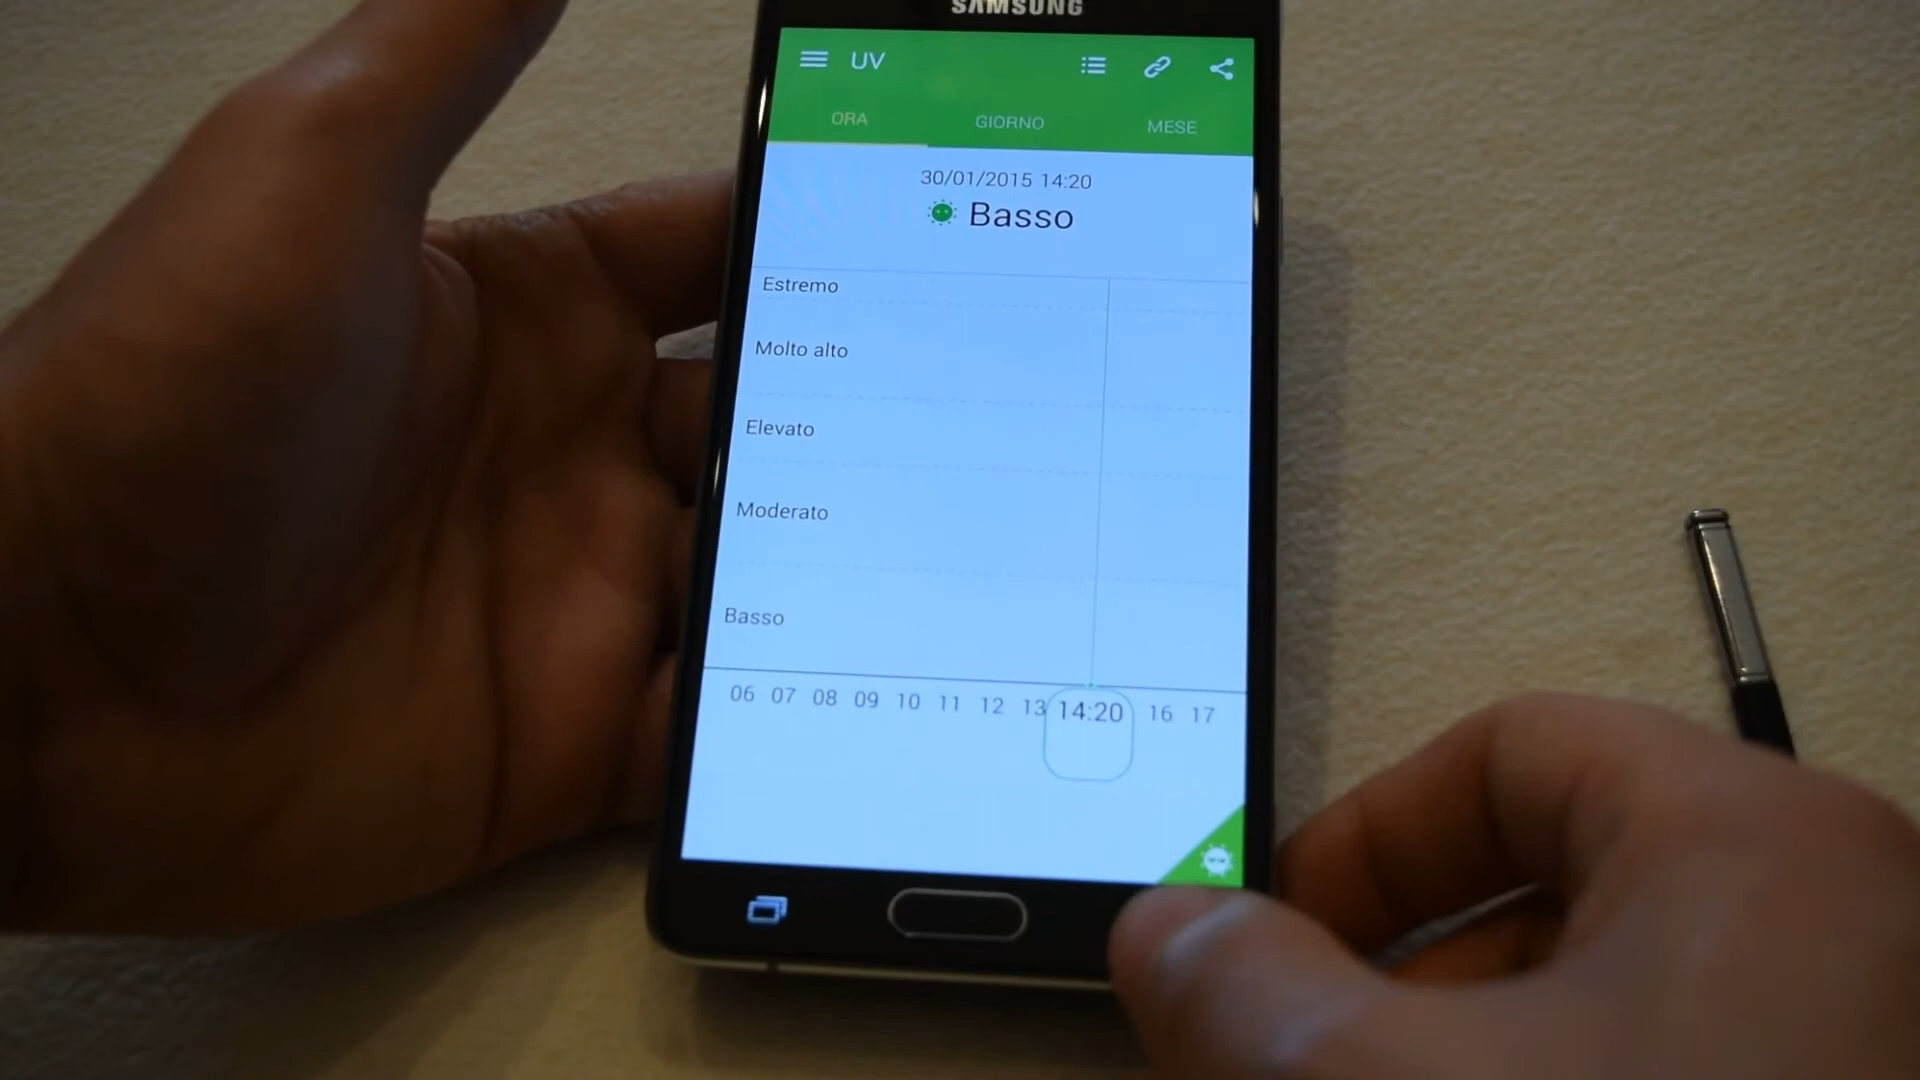 SAMSUNG
UV
ORA GIORNO MESE
30/01/2015 14:20
Basso
Estremo
Molto alto
Elevato
Moderato
Basso
06 07 08 09 10 11 12 13 14:20 16 17